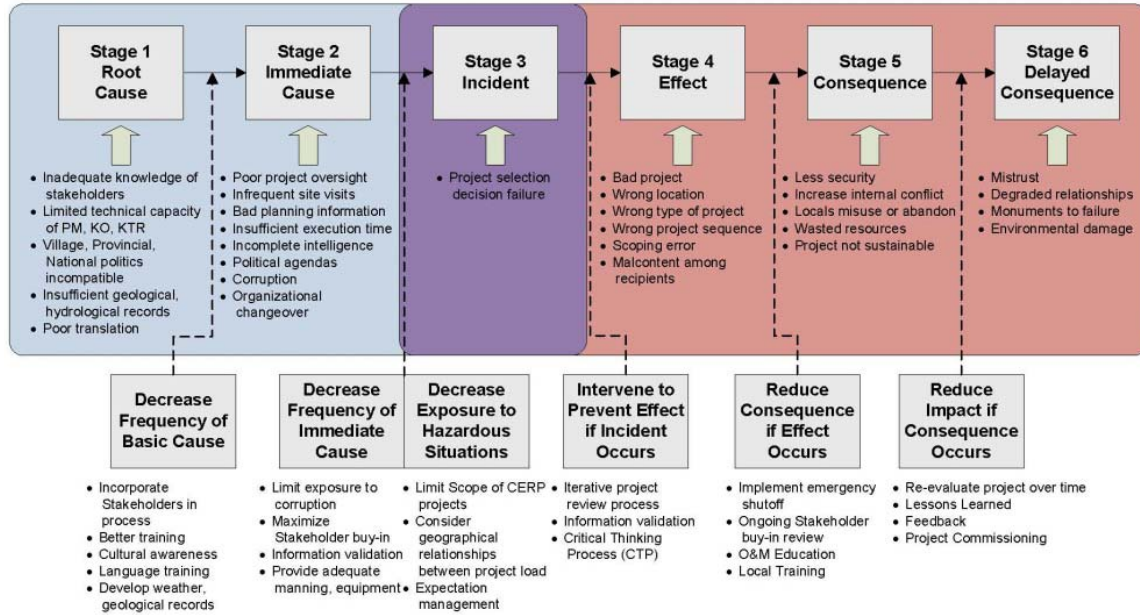 Stage 1
Root
Cause
Stage 2
Immediate
Cause
Stage 3
Incident
Stage 4
Effect
Stage 5
Consequence
Stage 6
Delayed
Consequence
• Inadequate knowledge of
stakeholders
• Limited technical capacity
of PM, KO, KTR
• Village, Provincial,
National politics
incompatible
• Insufficient geological,
hydrological records
• Poor translation
• Poor project oversight
• Infrequent site visits
• Bad planning information
• Insufficient execution time
• Incomplete intelligence
• Political agendas
• Corruption
• Organizational
changeover
• Project selection
decision failure
• Bad project
• Wrong location
• Wrong type of project
• Wrong project sequence
• Scoping error
• Malcontent among
recipients
• Less security
• Increase internal conflict
• Locals misuse or abandon
• Wasted resources
• Project not sustainable
• Mistrust
• Degraded relationships
• Monuments to failure
• Environmental damage
Decrease
Frequency of
Basic Cause
Decrease
Frequency of
Immediate
Cause
Decrease
Exposure to
Hazardous
Situations
Intervene to
Prevent Effect
if Incident
Occurs
Reduce
Consequence
if Effect
Occurs
Reduce
Impact if
Consequence
Occurs
• Incorporate
Stakeholders in
process
• Better training
• Cultural awareness
• Language training
• Develop weather,
geological records
• Limit exposure to
corruption
• Maximize
Stakeholder buy-in
• Information validation
• Provide adequate
manning, equipment
• Limit Scope of CERP
projects
• Consider
geographical
relationships
between project load
• Expectation
management
• Iterative project
review process
• Information validation
• Critical Thinking
Process (CTP)
• Implement emergency
shutoff
• Ongoing Stakeholder
buy-in review
• O&M Education
• Local Training
• Re-evaluate project over time
• Lessons Learned
• Feedback
• Project Commissioning